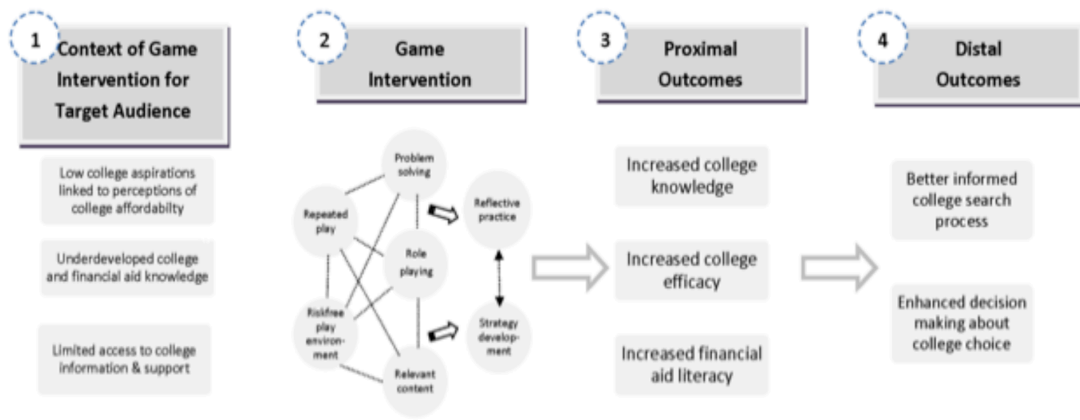 1
Context of Game
Intervention for
Target Audience
Low college aspirations
linked to perceptions of
college affordabilty
Underdeveloped college
and financial aid knowledge
Limited access to college
information & support
2
Game
Intervention
Problem
solving
Repeated
play
Reflective
practice
Role
playing
Riskfree
play
environ-
ment
Strategy
develop-
ment
Relevant
content
3
Proximal
Outcomes
Increased college
knowledge
Increased college
efficacy
Increased financial
aid literacy
4
Distal
Outcomes
Better informed
college search
process
Enhanced decision
making about
college choice